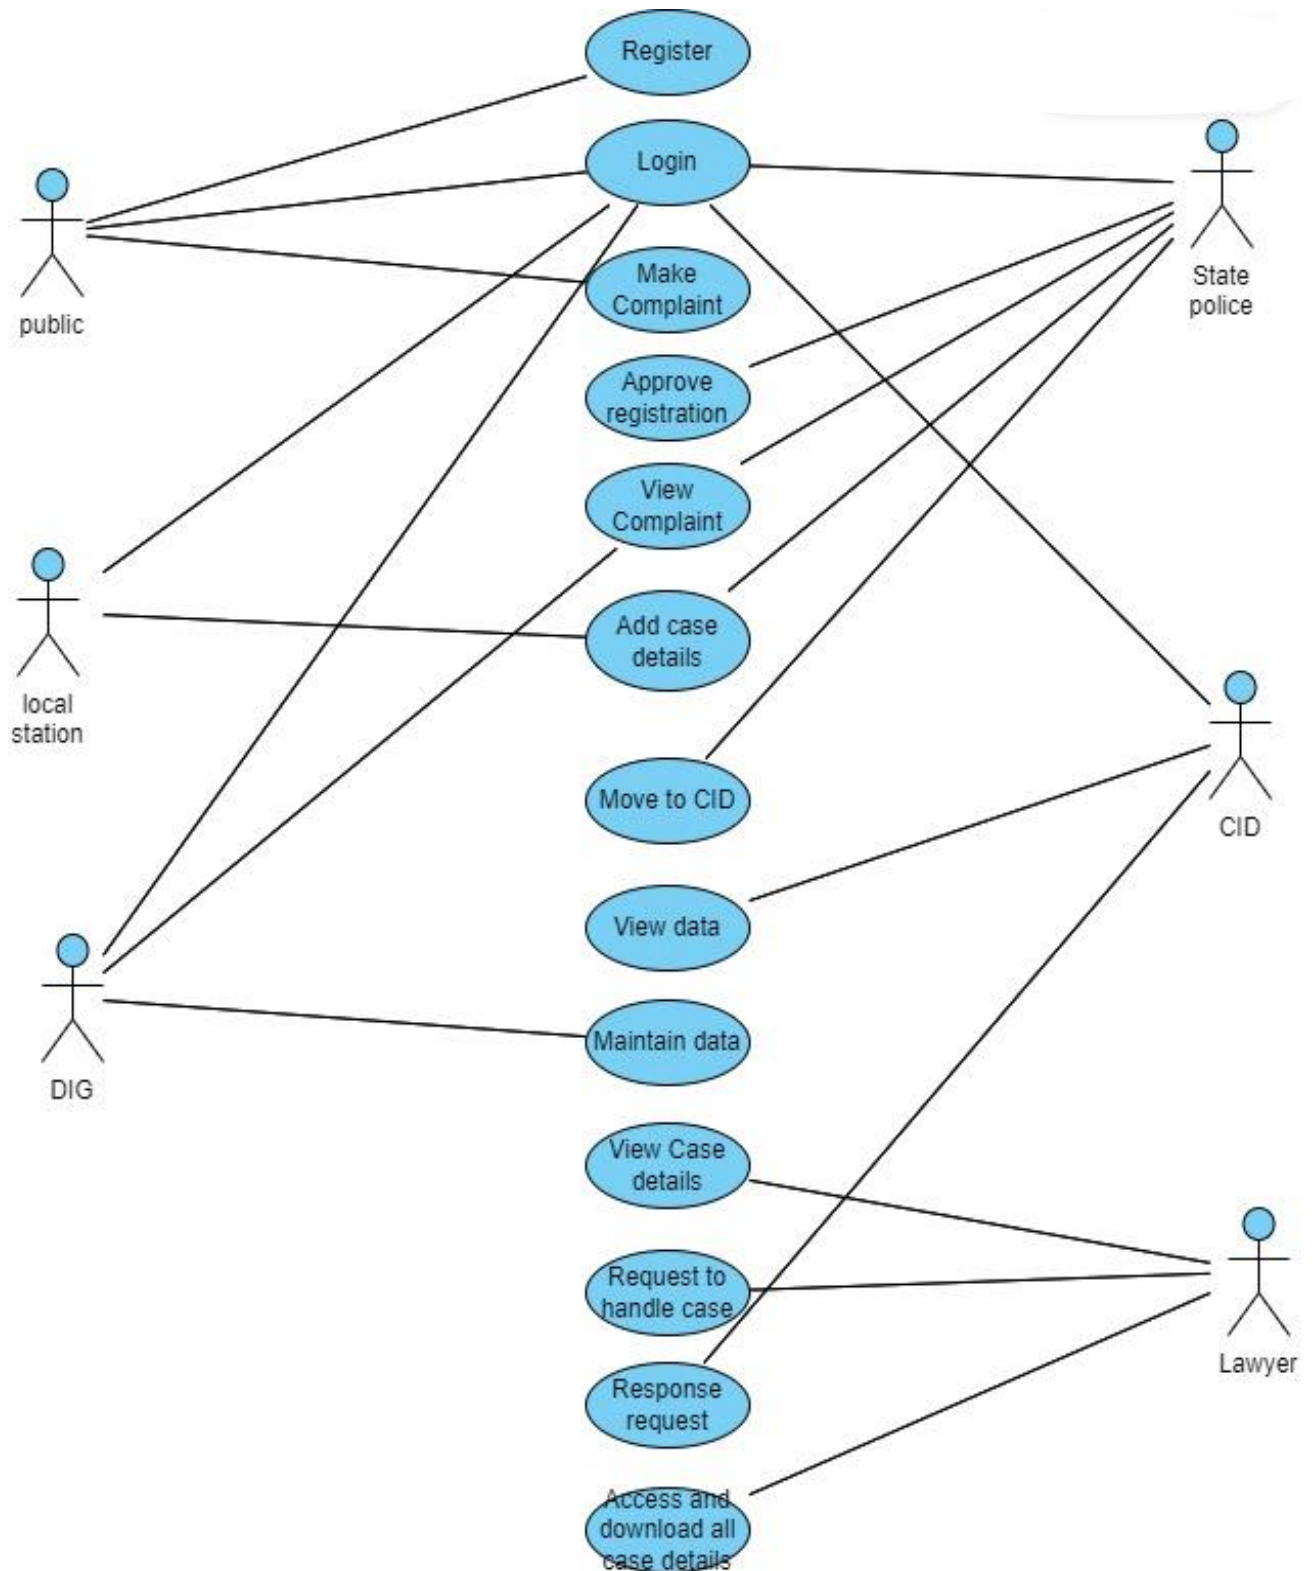 Register
Login
public
Make
Complaint
State
police
Approve
registration
View
Complaint
local
station
Add case
details
Move to CID
CID
View data
DIG
Maintain data
View Case
details
Request to
handle case
Lawyer
Response
request
Access and
download all
case details